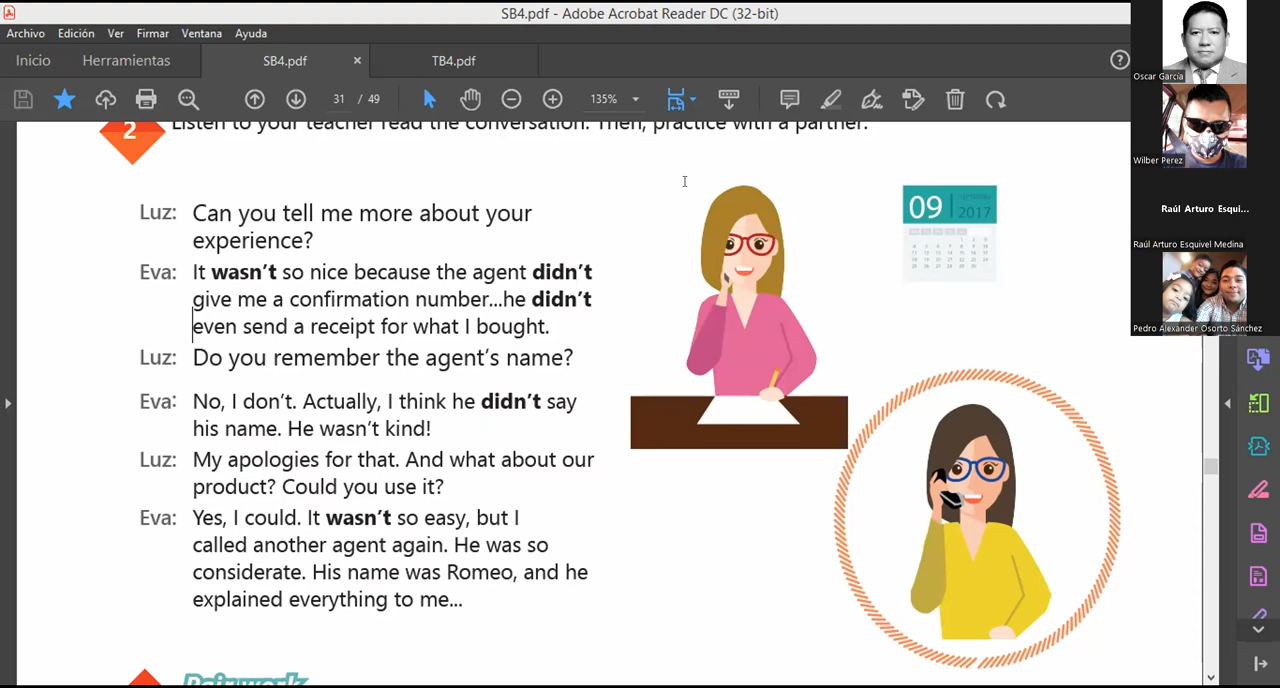 SB4.pdf - Adobe Acrobat Reader DC (32-bit)
Archivo Edición Ver Firmar Ventana Ayuda
Inicio Herramientas SB4.pdf × TB4.pdf
31 / 49 135%
2 Listen to your teacher read the conversation. Then, practice with a partner.
Luz: Can you tell me more about your
experience?
Eva: It wasn't so nice because the agent didn't
give me a confirmation number...he didn't
even send a receipt for what I bought.
Luz: Do you remember the agent's name?
Eva: No, I don't. Actually, I think he didn't say
his name. He wasn't kind!
Luz: My apologies for that. And what about our
product? Could you use it?
Eva: Yes, I could. It wasn't so easy, but I
called another agent again. He was so
considerate. His name was Romeo, and he
explained everything to me...
Pair work
09 2017
Oscar García
Wilber Perez
Raúl Arturo Esqui...
Raúl Arturo Esquivel Medina
Pedro Alexander Osorto Sánchez